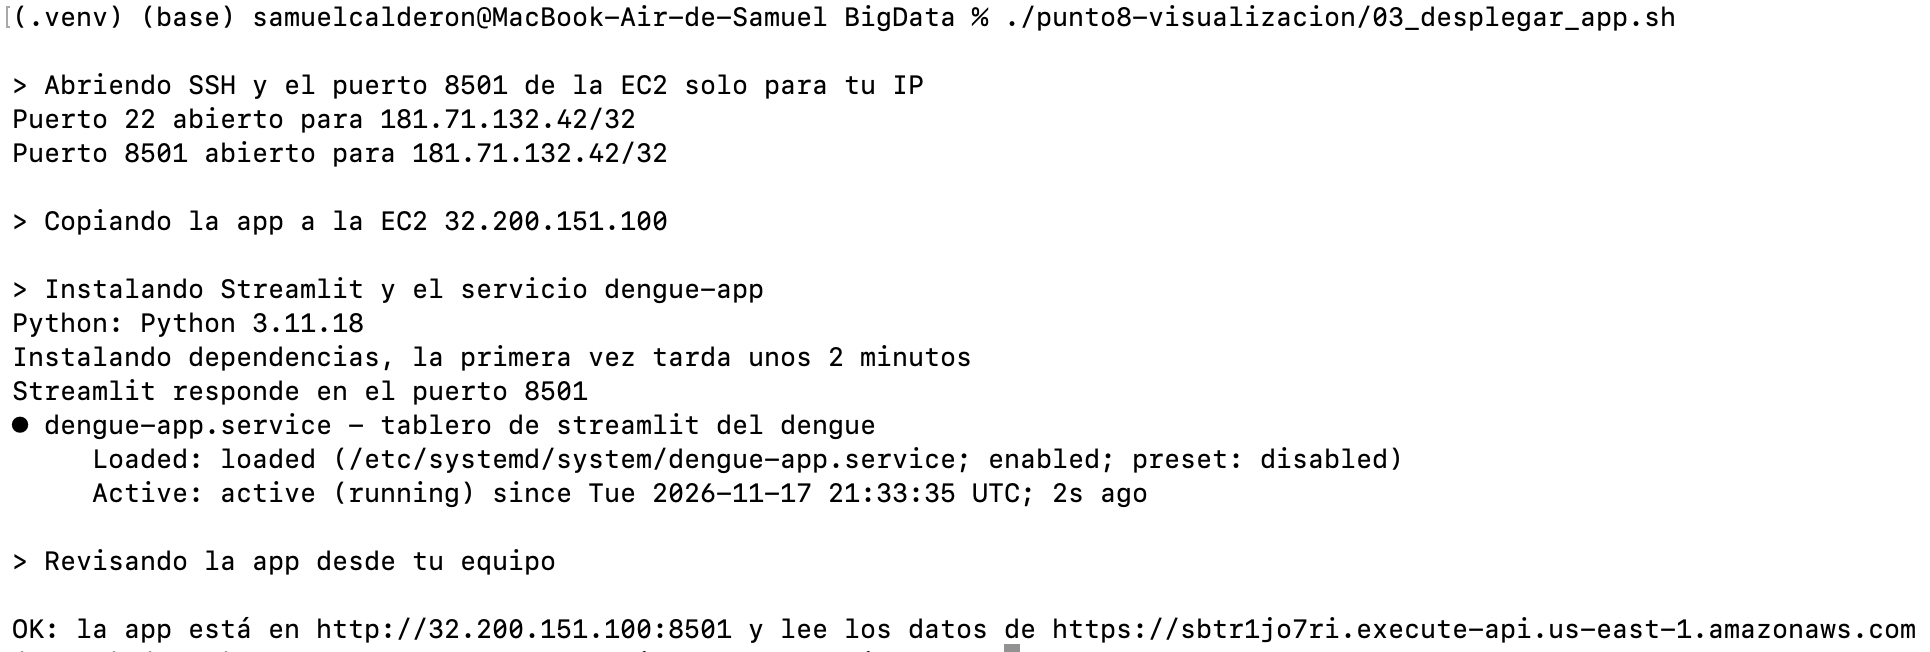 (.venv) (base) samuelcalderon@MacBook-Air-de-Samuel BigData % ./punto8-visualizacion/03_desplegar_app.sh
> Abriendo SSH y el puerto 8501 de la EC2 solo para tu IP
Puerto 22 abierto para 181.71.132.42/32
Puerto 8501 abierto para 181.71.132.42/32
> Copiando la app a la EC2 32.200.151.100
> Instalando Streamlit y el servicio dengue-app
Python: Python 3.11.18
Instalando dependencias, la primera vez tarda unos 2 minutos
Streamlit responde en el puerto 8501
● dengue-app.service - tablero de streamlit del dengue
Loaded: loaded (/etc/systemd/system/dengue-app.service; enabled; preset: disabled)
Active: active (running) since Tue 2026-11-17 21:33:35 UTC; 2s ago
> Revisando la app desde tu equipo
OK: la app está en http://32.200.151.100:8501 y lee los datos de https://sbtr1jo7ri.execute-api.us-east-1.amazonaws.com